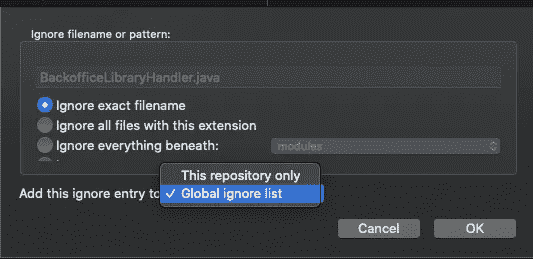 Ignore filename or pattern:
BackofficeLibraryHandler.java
Ignore exact filename
Ignore all files with this extension
Ignore everything beneath: modules
This repository only
Add this ignore entry to ✓ Global ignore list
Cancel OK